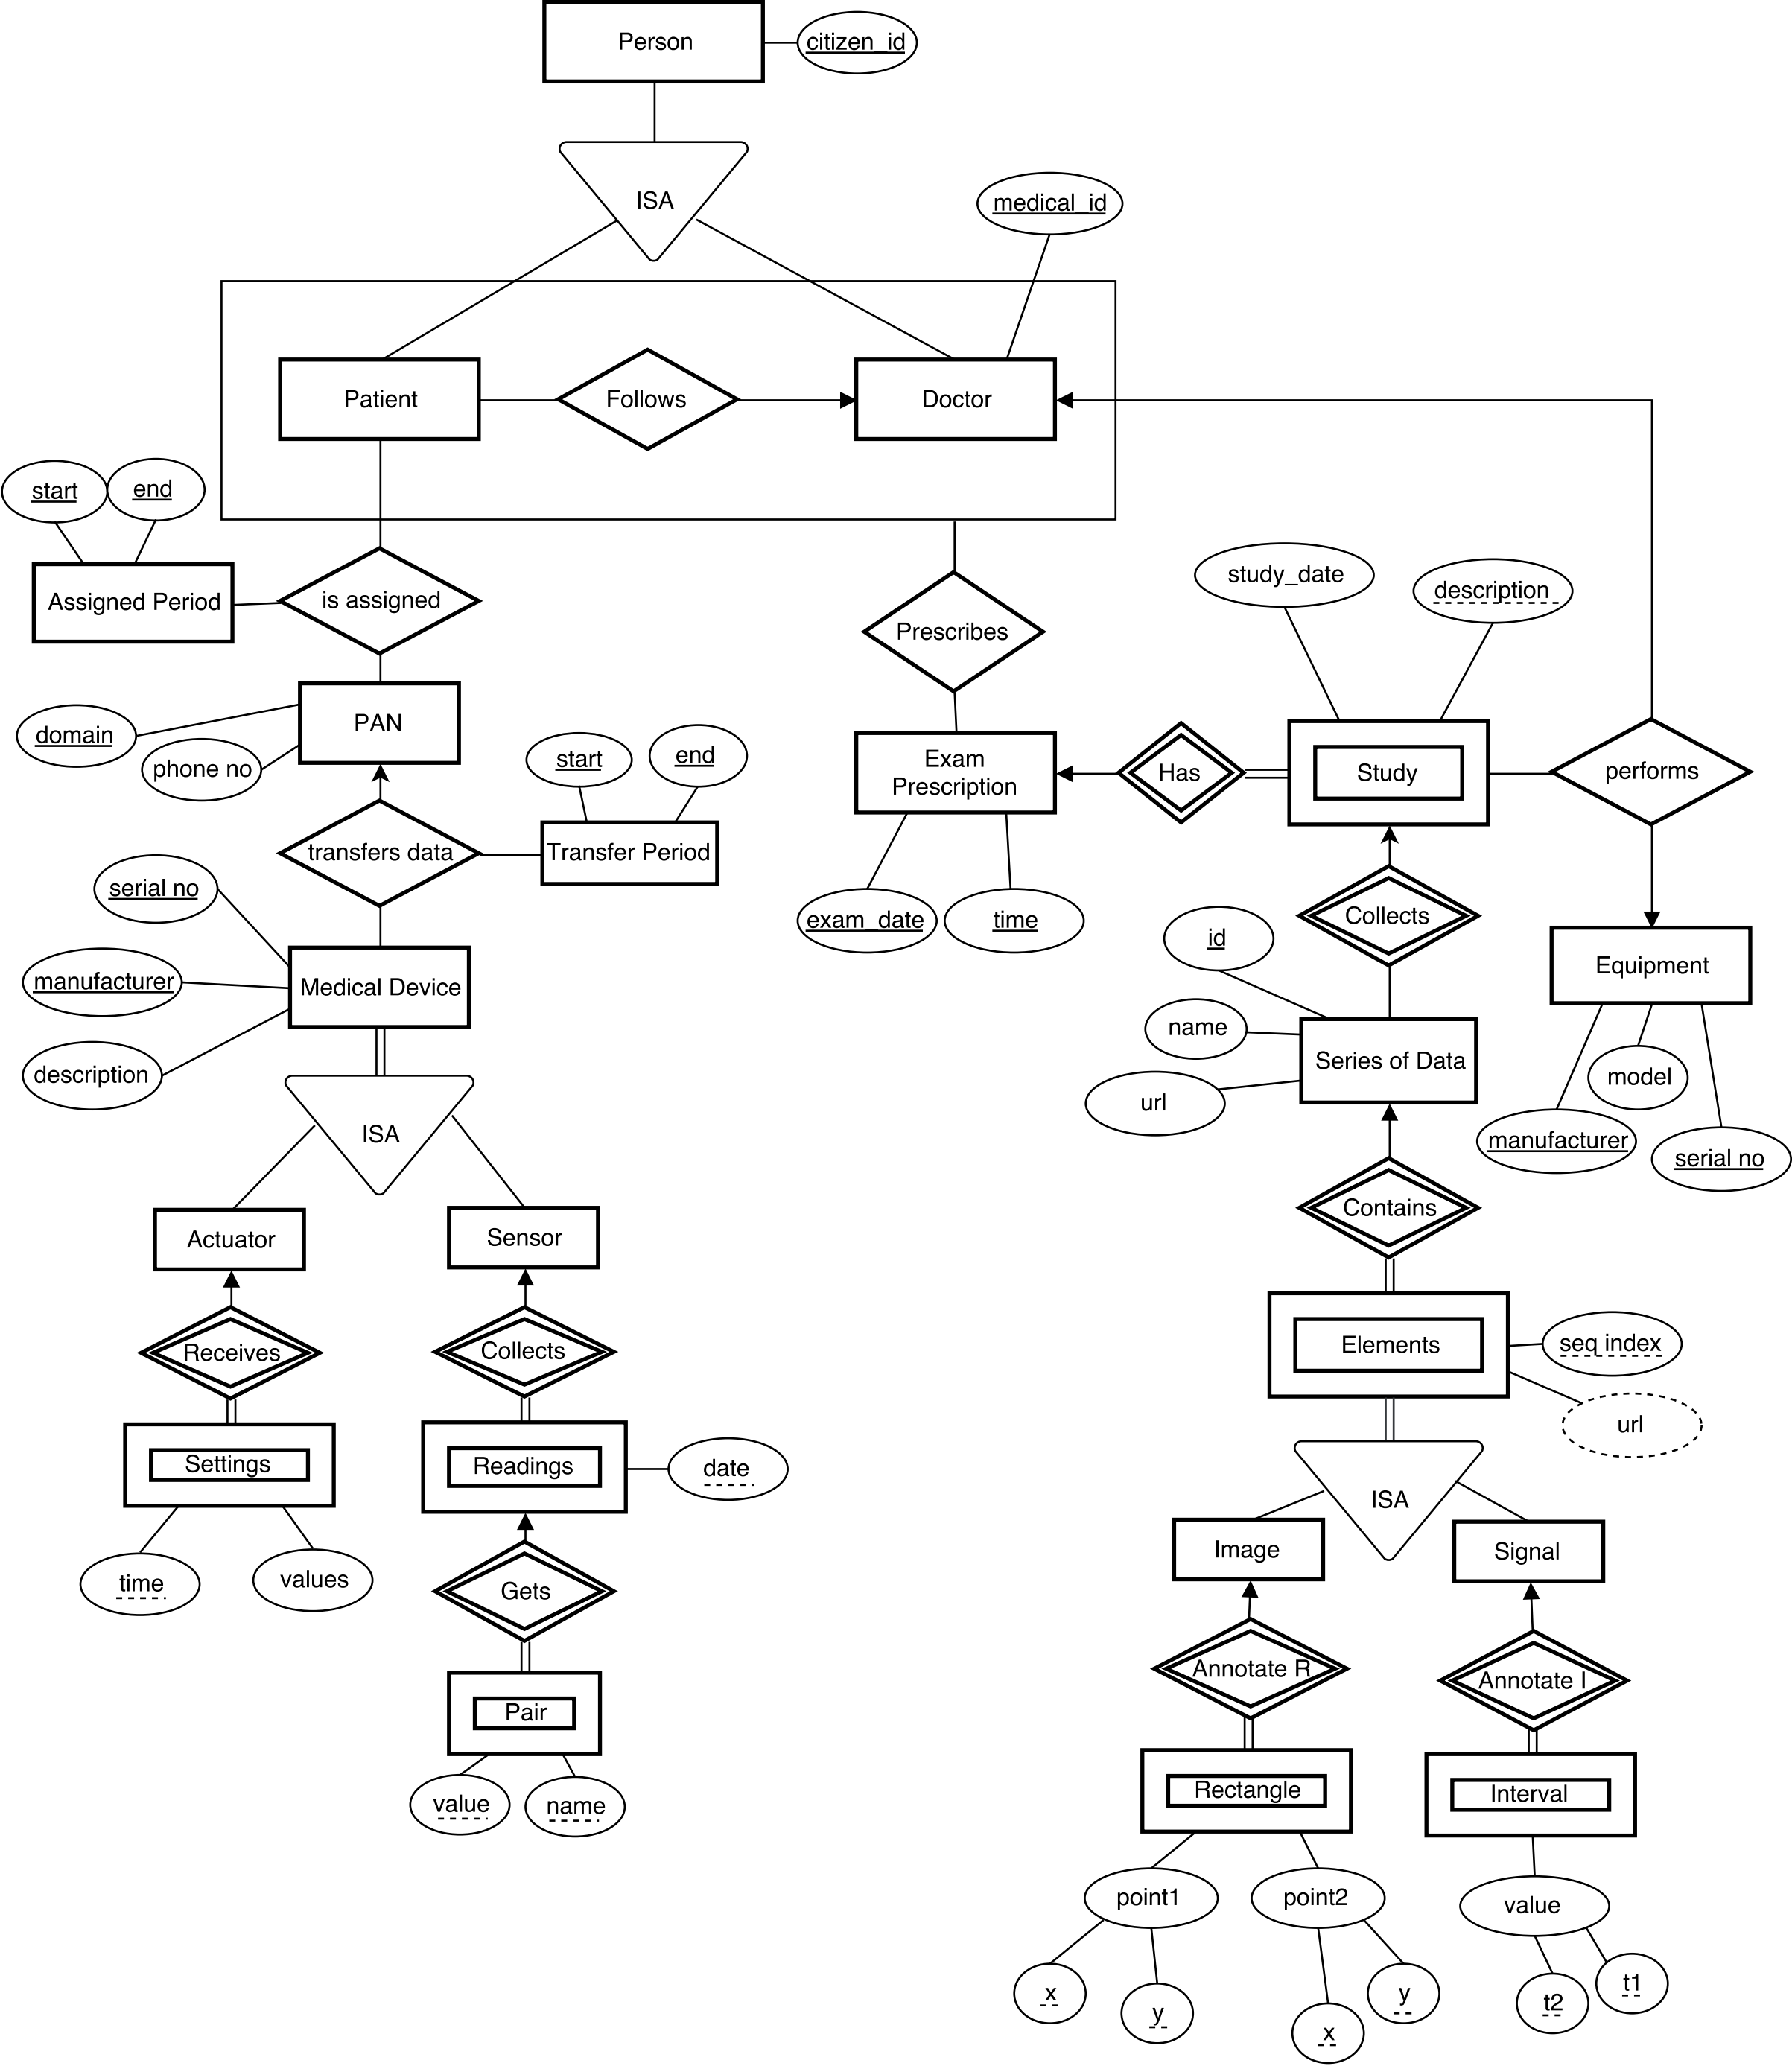 Person
citizen_id
ISA
medical_id
Patient
Follows
Doctor
start
end
Assigned Period
is assigned
Prescribes
study_date
description
domain
phone no
PAN
start
end
Exam
Prescription
Has
Study
performs
transfers data
Transfer Period
serial no
manufacturer
description
Medical Device
exam_date
time
Collects
id
name
url
Series of Data
Equipment
model
manufacturer
serial no
ISA
Actuator
Sensor
Contains
Receives
Collects
Elements
seq index
url
Settings
Readings
date
ISA
time
values
Gets
Image
Signal
Annotate R
Annotate I
Pair
value
name
Rectangle
Interval
point1
point2
value
x
y
x
y
t2
t1